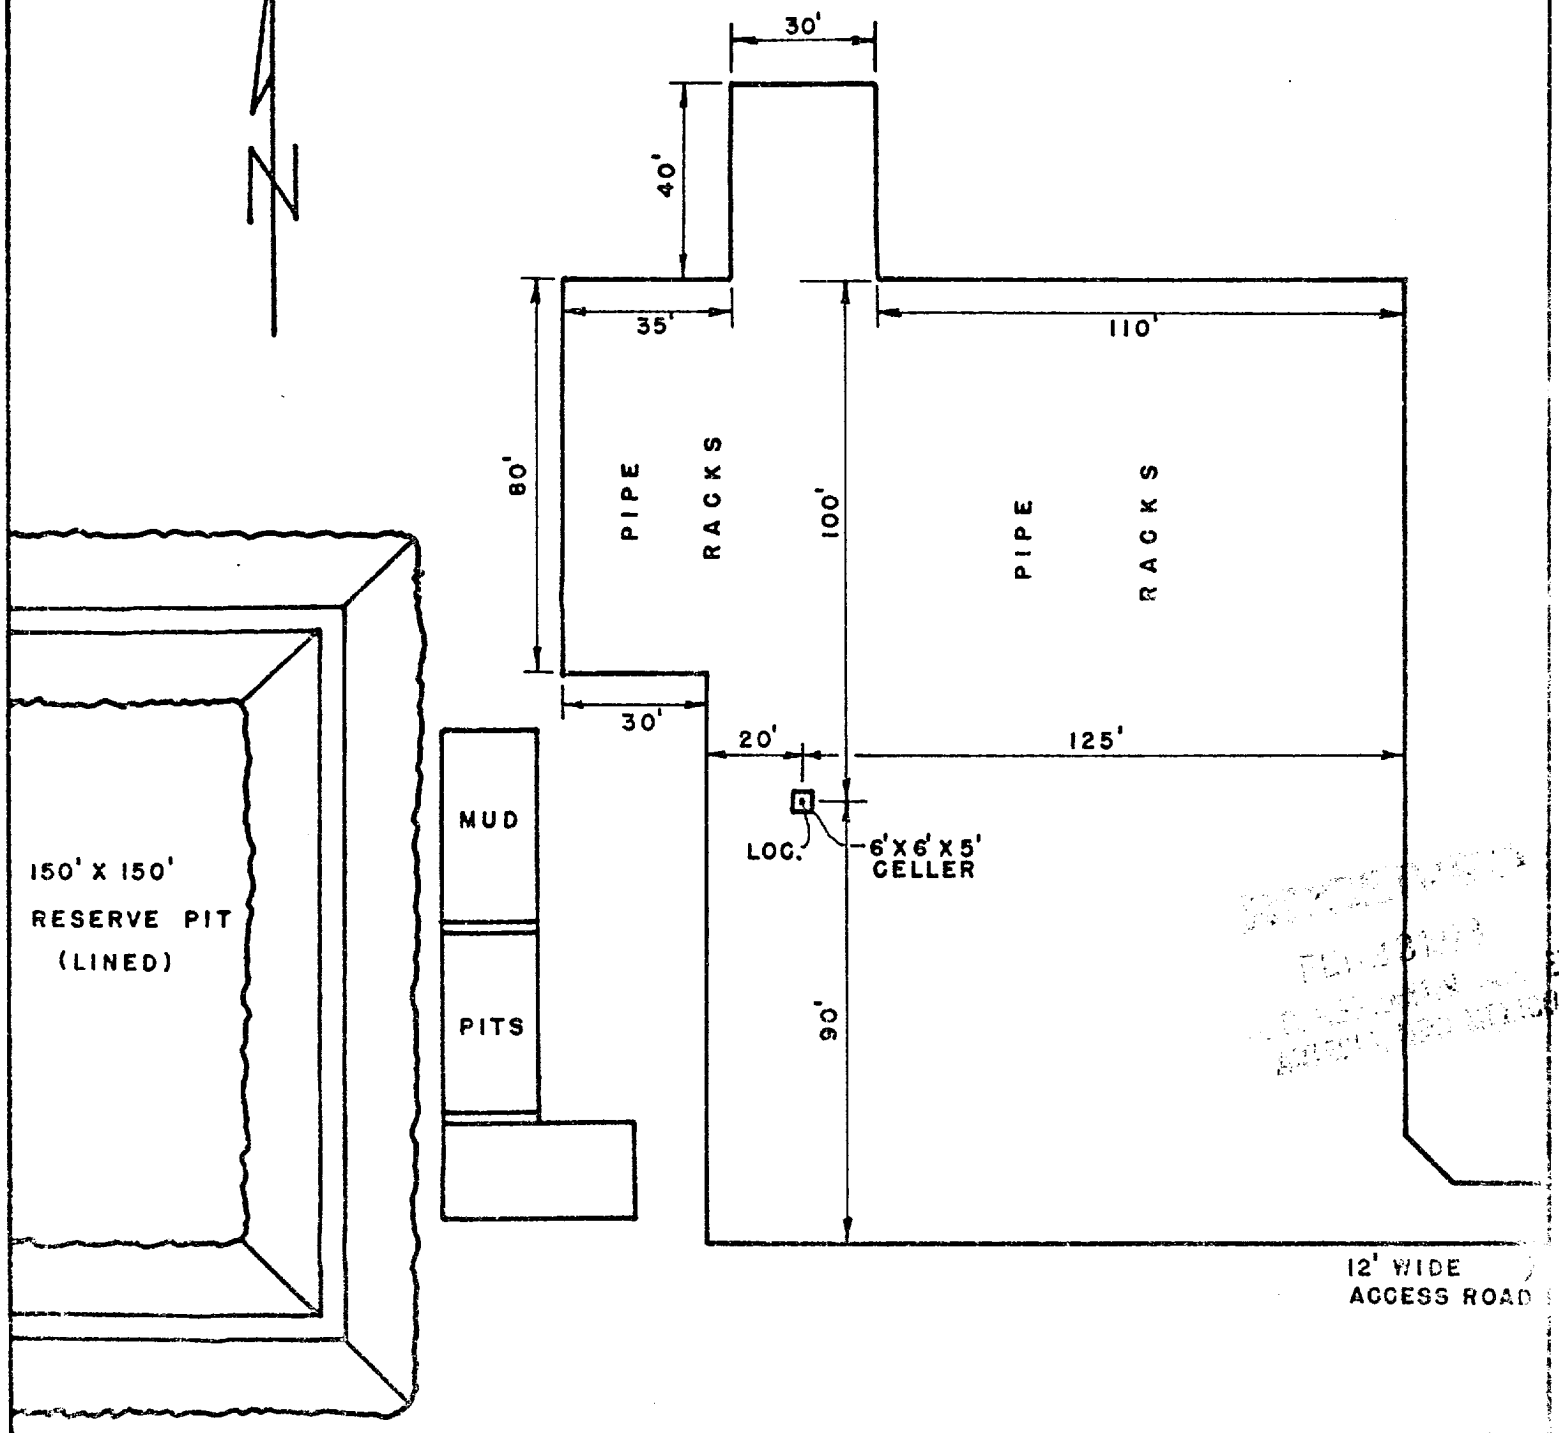 30'
N
40'
35'
110'
80'
PIPE
RACKS
100'
PIPE
RACKS
30'
20'
125'
MUD
LOC.
6'X6'X5'
CELLER
150' X 150'
RESERVE PIT
(LINED)
PITS
90'
12' WIDE
ACCESS ROAD